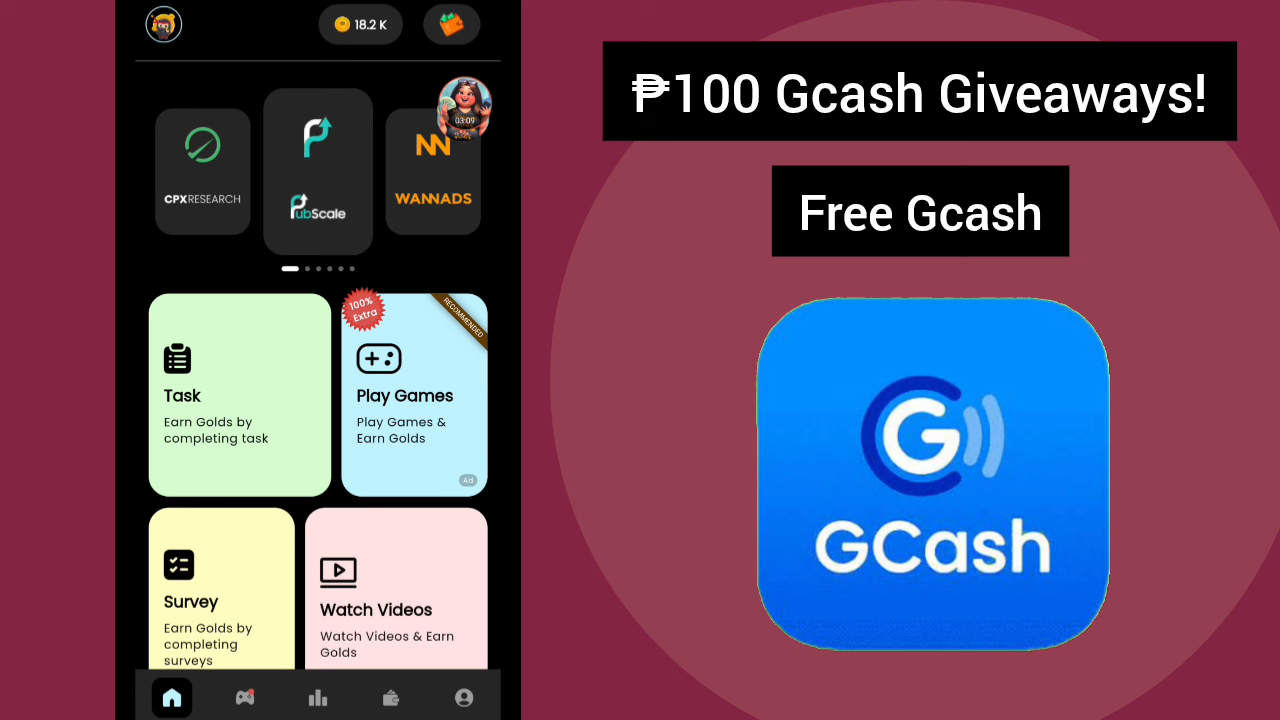 18.2 K
03:09
CPXRESEARCH
PubScale
WANNADS
100%
Extra
RECOMMENDED
Task
Earn Golds by
completing task
Play Games
Play Games &
Earn Golds
Ad
Survey
Earn Golds by
completing
surveys
Watch Videos
Watch Videos & Earn
Golds
₱100 Gcash Giveaways!
Free Gcash
G
GCash